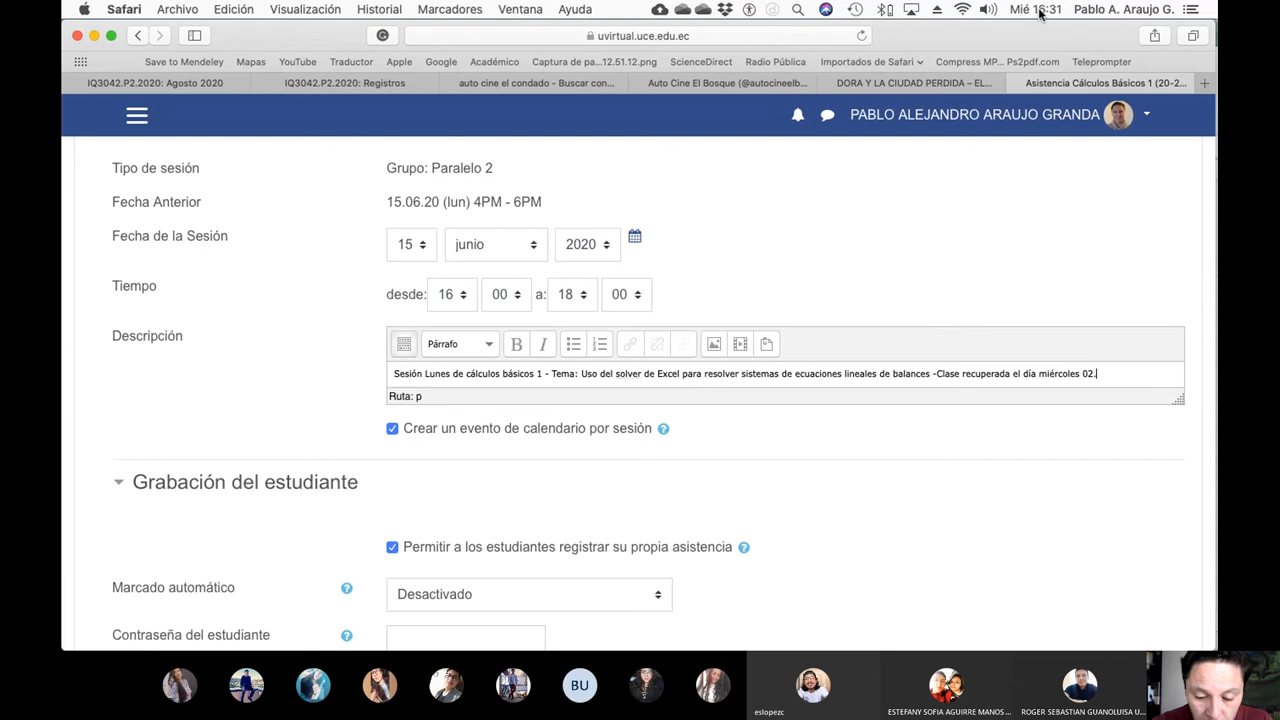 Safari Archivo Edición Visualización Historial Marcadores Ventana Ayuda Mié 16:31 Pablo A. Araujo G.
uvirtual.uce.edu.ec
Save to Mendeley Mapas YouTube Traductor Apple Google Académico Captura de pa...12.51.12.png ScienceDirect Radio Pública Importados de Safari Compress MP... Ps2pdf.com Teleprompter
IQ3042.P2.2020: Agosto 2020 IQ3042.P2.2020: Registros auto cine el condado - Buscar con... Auto Cine El Bosque (@autocineelb... DORA Y LA CIUDAD PERDIDA – EL... Asistencia Cálculos Básicos 1 (20-2...
PABLO ALEJANDRO ARAUJO GRANDA
Tipo de sesión Grupo: Paralelo 2
Fecha Anterior 15.06.20 (lun) 4PM - 6PM
Fecha de la Sesión 15 junio 2020
Tiempo desde: 16 00 a: 18 00
Descripción Párrafo B I
Sesión Lunes de cálculos básicos 1 - Tema: Uso del solver de Excel para resolver sistemas de ecuaciones lineales de balances -Clase recuperada el día miércoles 02.
Ruta: p
Crear un evento de calendario por sesión
Grabación del estudiante
Permitir a los estudiantes registrar su propia asistencia
Marcado automático Desactivado
Contraseña del estudiante
BU
eslopezc ESTEFANY SOFIA AGUIRRE MANOS ... ROGER SEBASTIAN GUANOLUISA U...